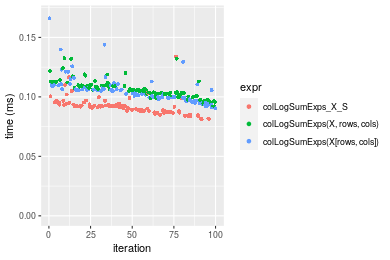 0.15
0.10
0.05
0.00
time (ms)
0
25
50
75
100
iteration
expr
colLogSumExps_X_S
colLogSumExps(X, rows, cols)
colLogSumExps(X[rows, cols])